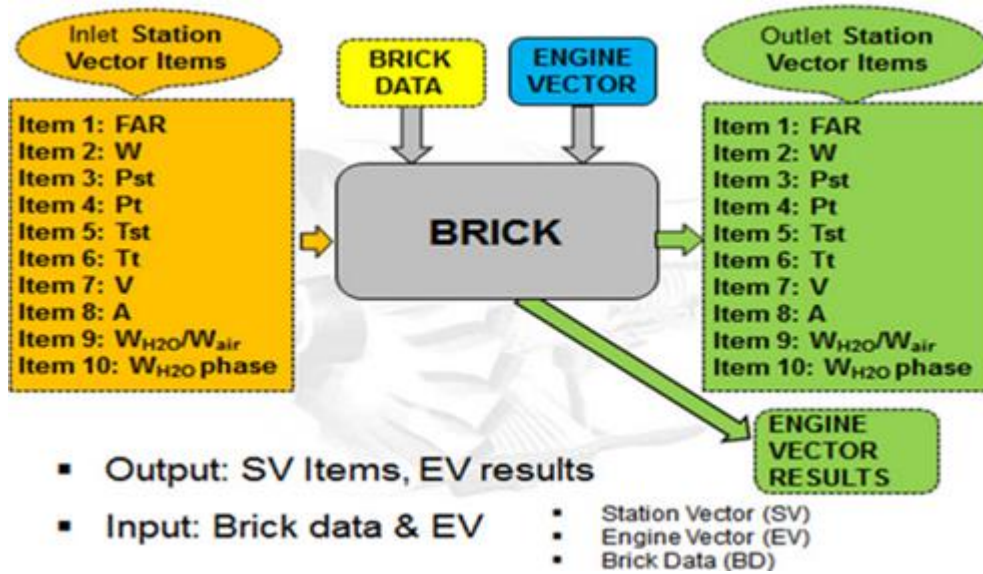 Inlet Station
Vector Items
BRICK
DATA
ENGINE
VECTOR
Outlet Station
Vector Items
Item 1: FAR
Item 2: W
Item 3: Pst
Item 4: Pt
Item 5: Tst
Item 6: Tt
Item 7: V
Item 8: A
Item 9: WH2O/Wair
Item 10: WH2O phase
BRICK
Item 1: FAR
Item 2: W
Item 3: Pst
Item 4: Pt
Item 5: Tst
Item 6: Tt
Item 7: V
Item 8: A
Item 9: WH2O/Wair
Item 10: WH2O phase
ENGINE
VECTOR
RESULTS
▪ Output: SV Items, EV results
▪ Input: Brick data & EV
▪ Station Vector (SV)
▪ Engine Vector (EV)
▪ Brick Data (BD)